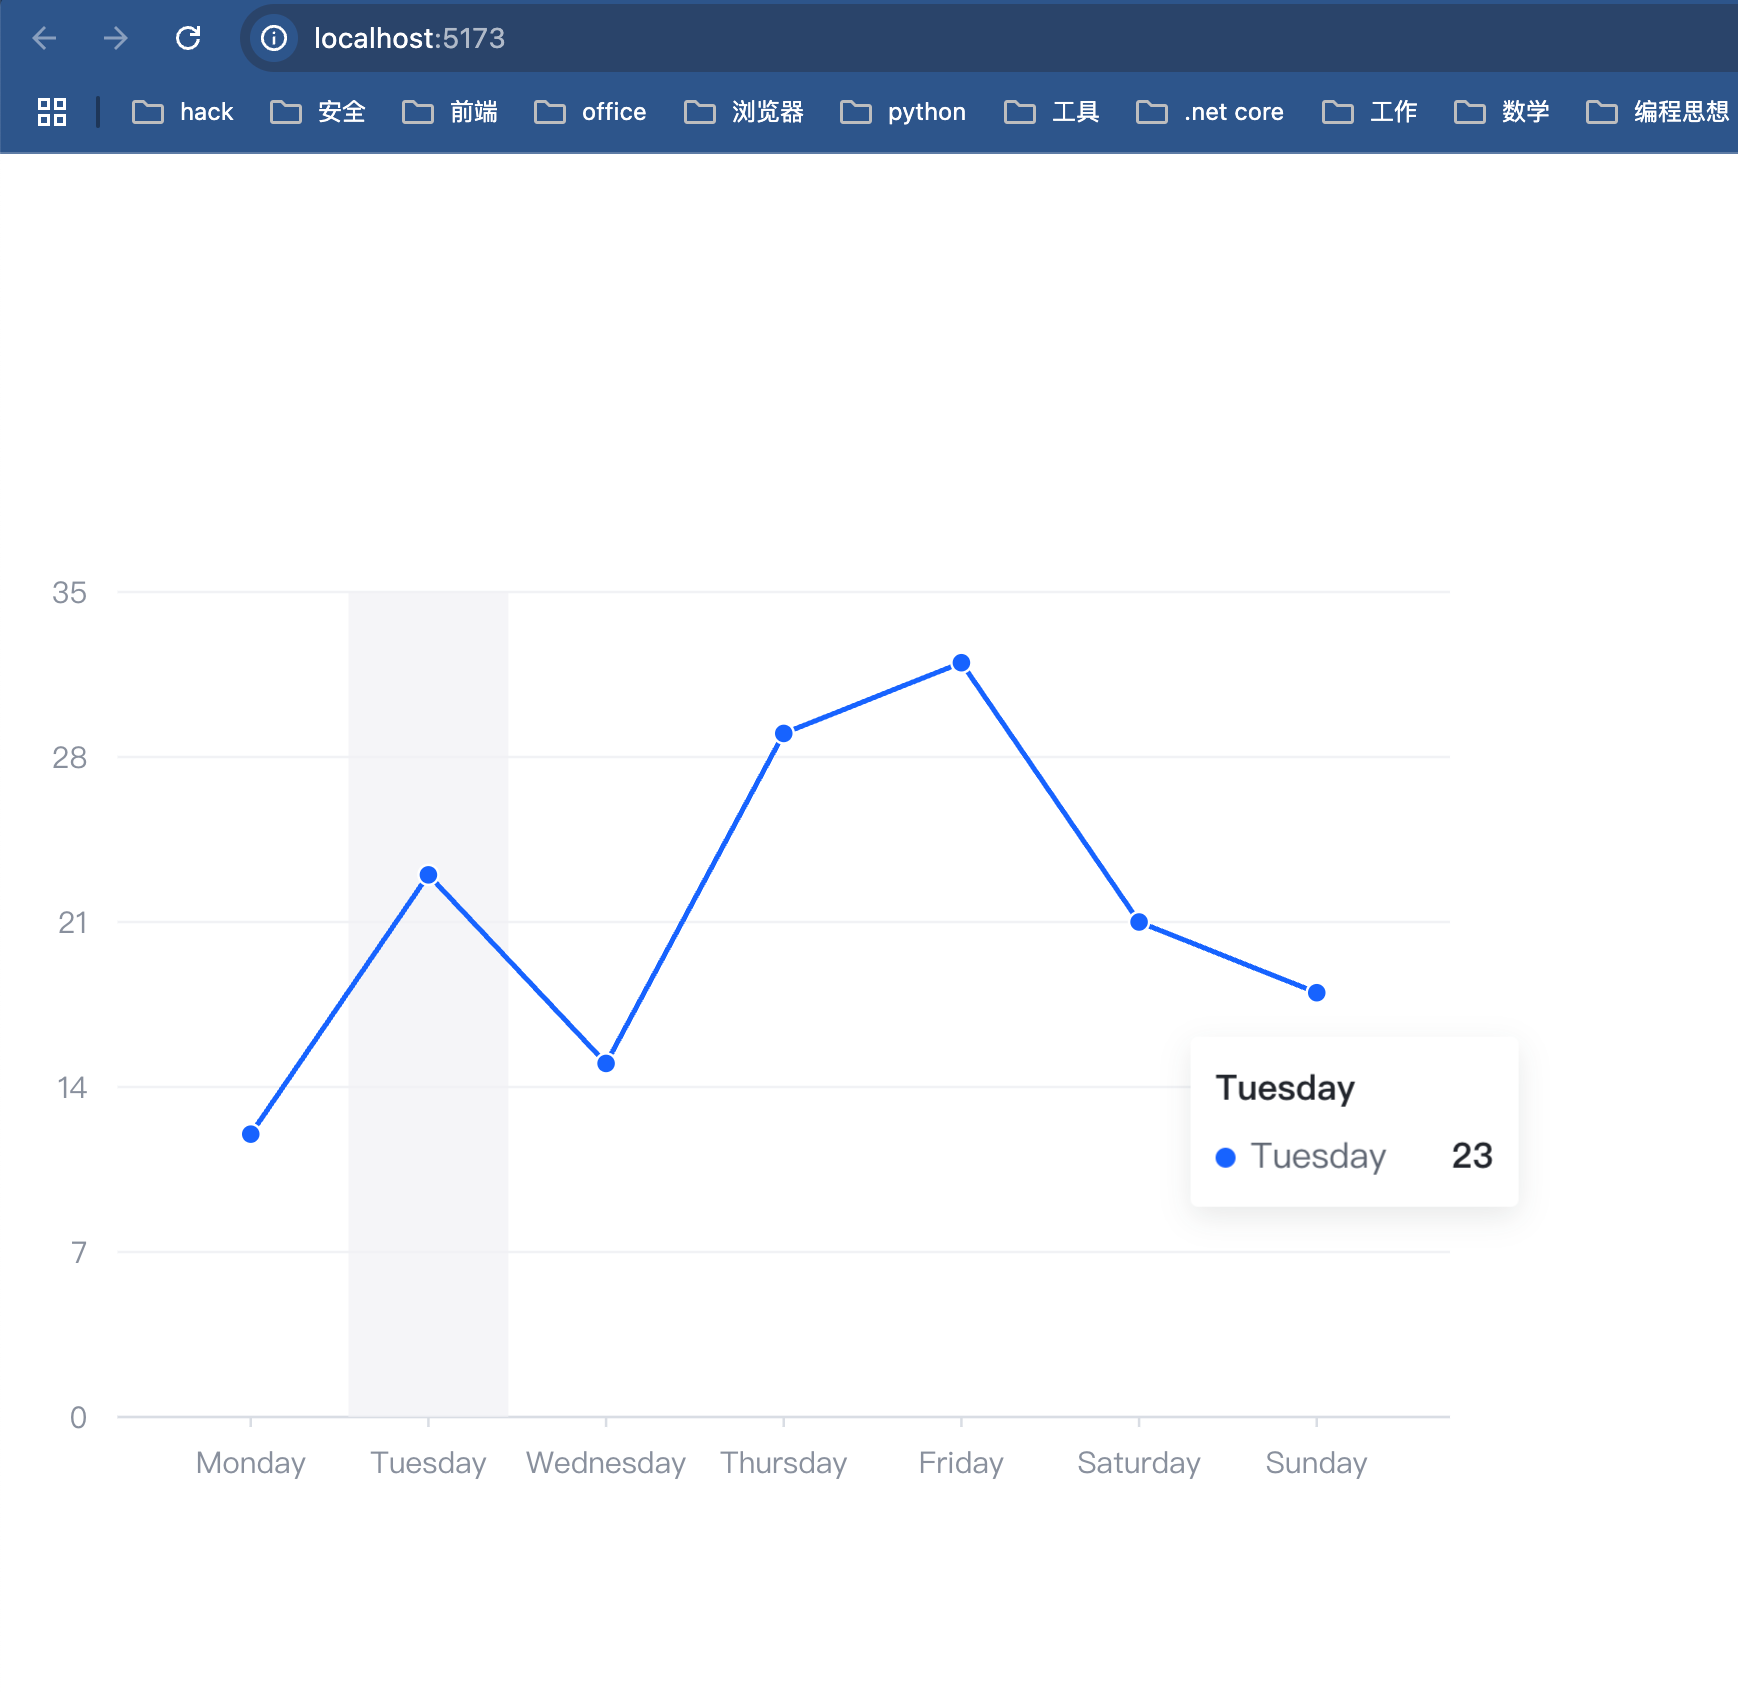 localhost:5173
hack 安全 前端 office 浏览器 python 工具 .net core 工作 数学 编程思想
35
28
21
14
7
0
Monday Tuesday Wednesday Thursday Friday Saturday Sunday
Tuesday
Tuesday 23